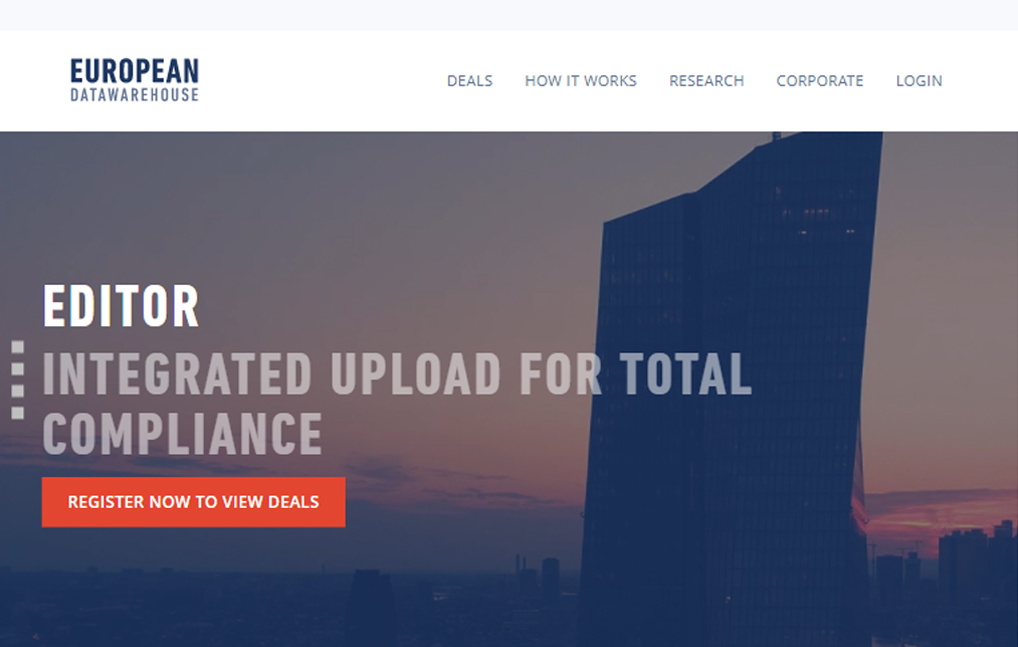 EUROPEAN
DATAWAREHOUSE
DEALS HOW IT WORKS RESEARCH CORPORATE LOGIN
EDITOR
INTEGRATED UPLOAD FOR TOTAL
COMPLIANCE
REGISTER NOW TO VIEW DEALS